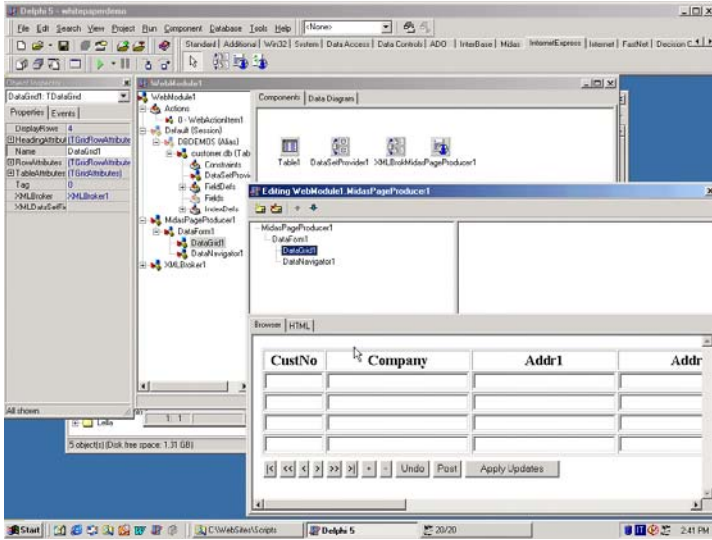 Delphi 5 - whitepaperdemo
File Edit Search View Project Run Component Database Tools Help <None>
Standard Additional Win32 System Data Access Data Controls ADO InterBase Midas InternetExpress Internet FastNet Decision C
Object Inspector
DataGrid1: TDataGrid
Properties Events
DisplayRows 4
HeadingAttribut (TGridRowAttribute
Name DataGrid1
RowAttributes (TGridRowAttribute
TableAttributes (TGridAttributes)
Tag 0
XMLBroker XMLBroker1
XMLDataSetFie
All shown
WebModule1
WebModule1
Actions
0 - WebActionItem1
Default (Session)
DBDEMOS (Alias)
customer.db (Tab
Constraints
DataSetProvi
FieldDefs
Fields
IndexDefs
MidasPageProducer1
DataForm1
DataGrid1
DataNavigator1
XMLBroker1
Components Data Diagram
Table1 DataSetProvider1 XMLBrok MidasPageProducer1
Editing WebModule1.MidasPageProducer1
MidasPageProducer1
DataForm1
DataGrid1
DataNavigator1
Browser HTML
CustNo Company Addr1 Addr
|< << < > >> >| + - Undo Post Apply Updates
1: 1
Lella
5 object(s) (Disk free space: 1.31 GB)
Start C:\WebSites\Scripts Delphi 5 20/20 2:41 PM